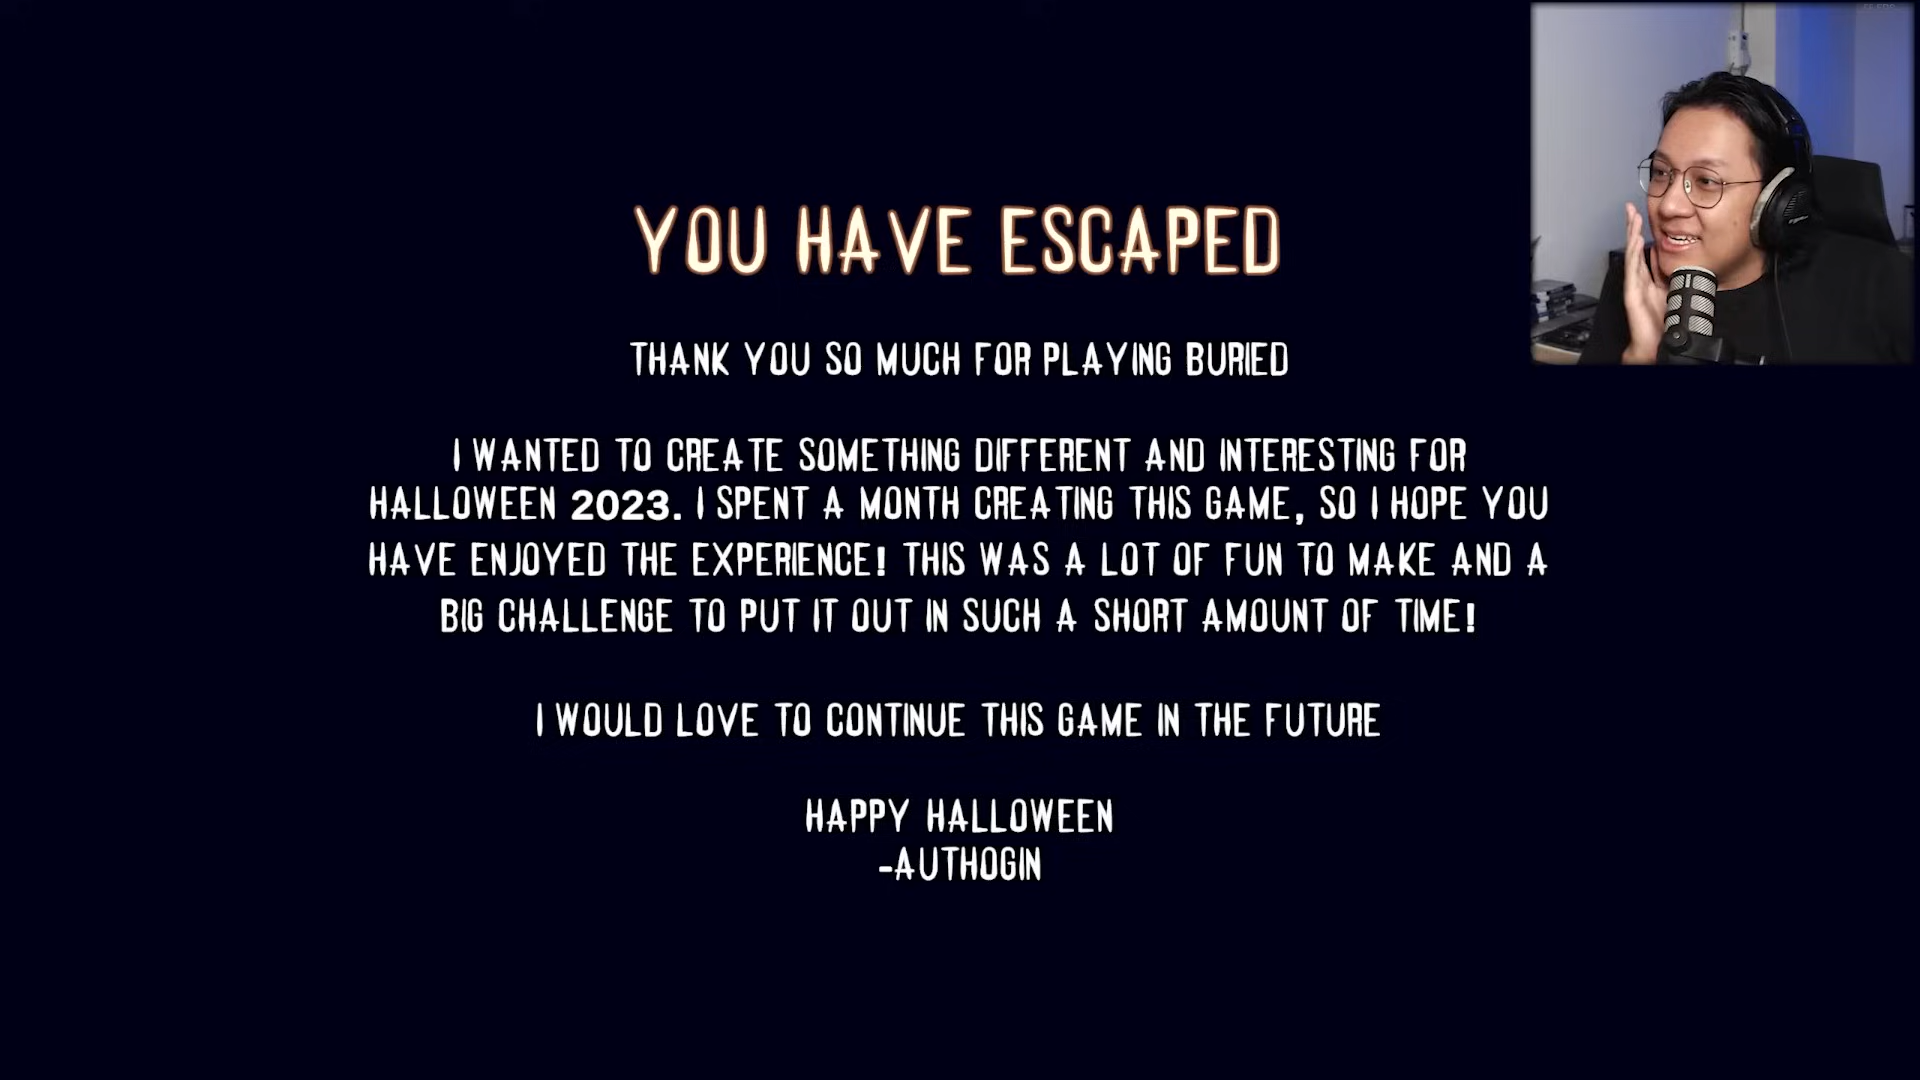 YOU HAVE ESCAPED
THANK YOU SO MUCH FOR PLAYING BURIED
I WANTED TO CREATE SOMETHING DIFFERENT AND INTERESTING FOR
HALLOWEEN 2023. I SPENT A MONTH CREATING THIS GAME, SO I HOPE YOU
HAVE ENJOYED THE EXPERIENCE! THIS WAS A LOT OF FUN TO MAKE AND A
BIG CHALLENGE TO PUT IT OUT IN SUCH A SHORT AMOUNT OF TIME!
I WOULD LOVE TO CONTINUE THIS GAME IN THE FUTURE
HAPPY HALLOWEEN
-AUTHOGIN